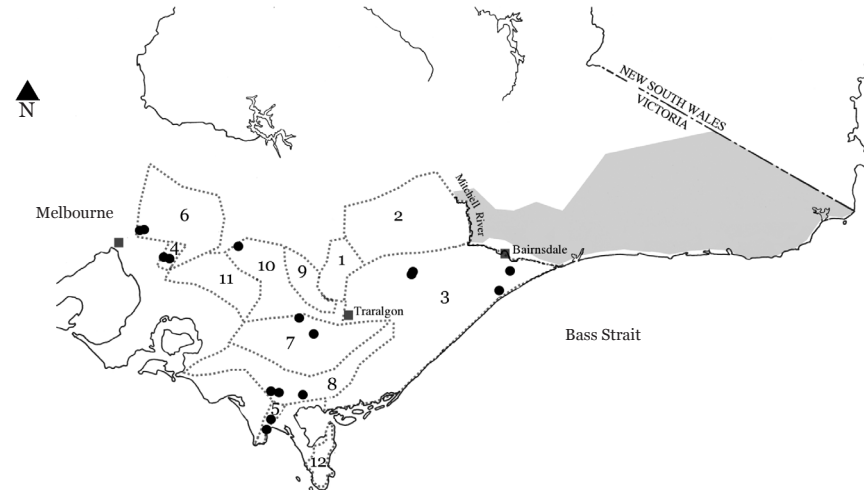 NEW SOUTH WALES
VICTORIA
N
Mitchell River
Melbourne
6
2
4
Bairnsdale
1
10
9
11
3
Traralgon
Bass Strait
7
8
5
12